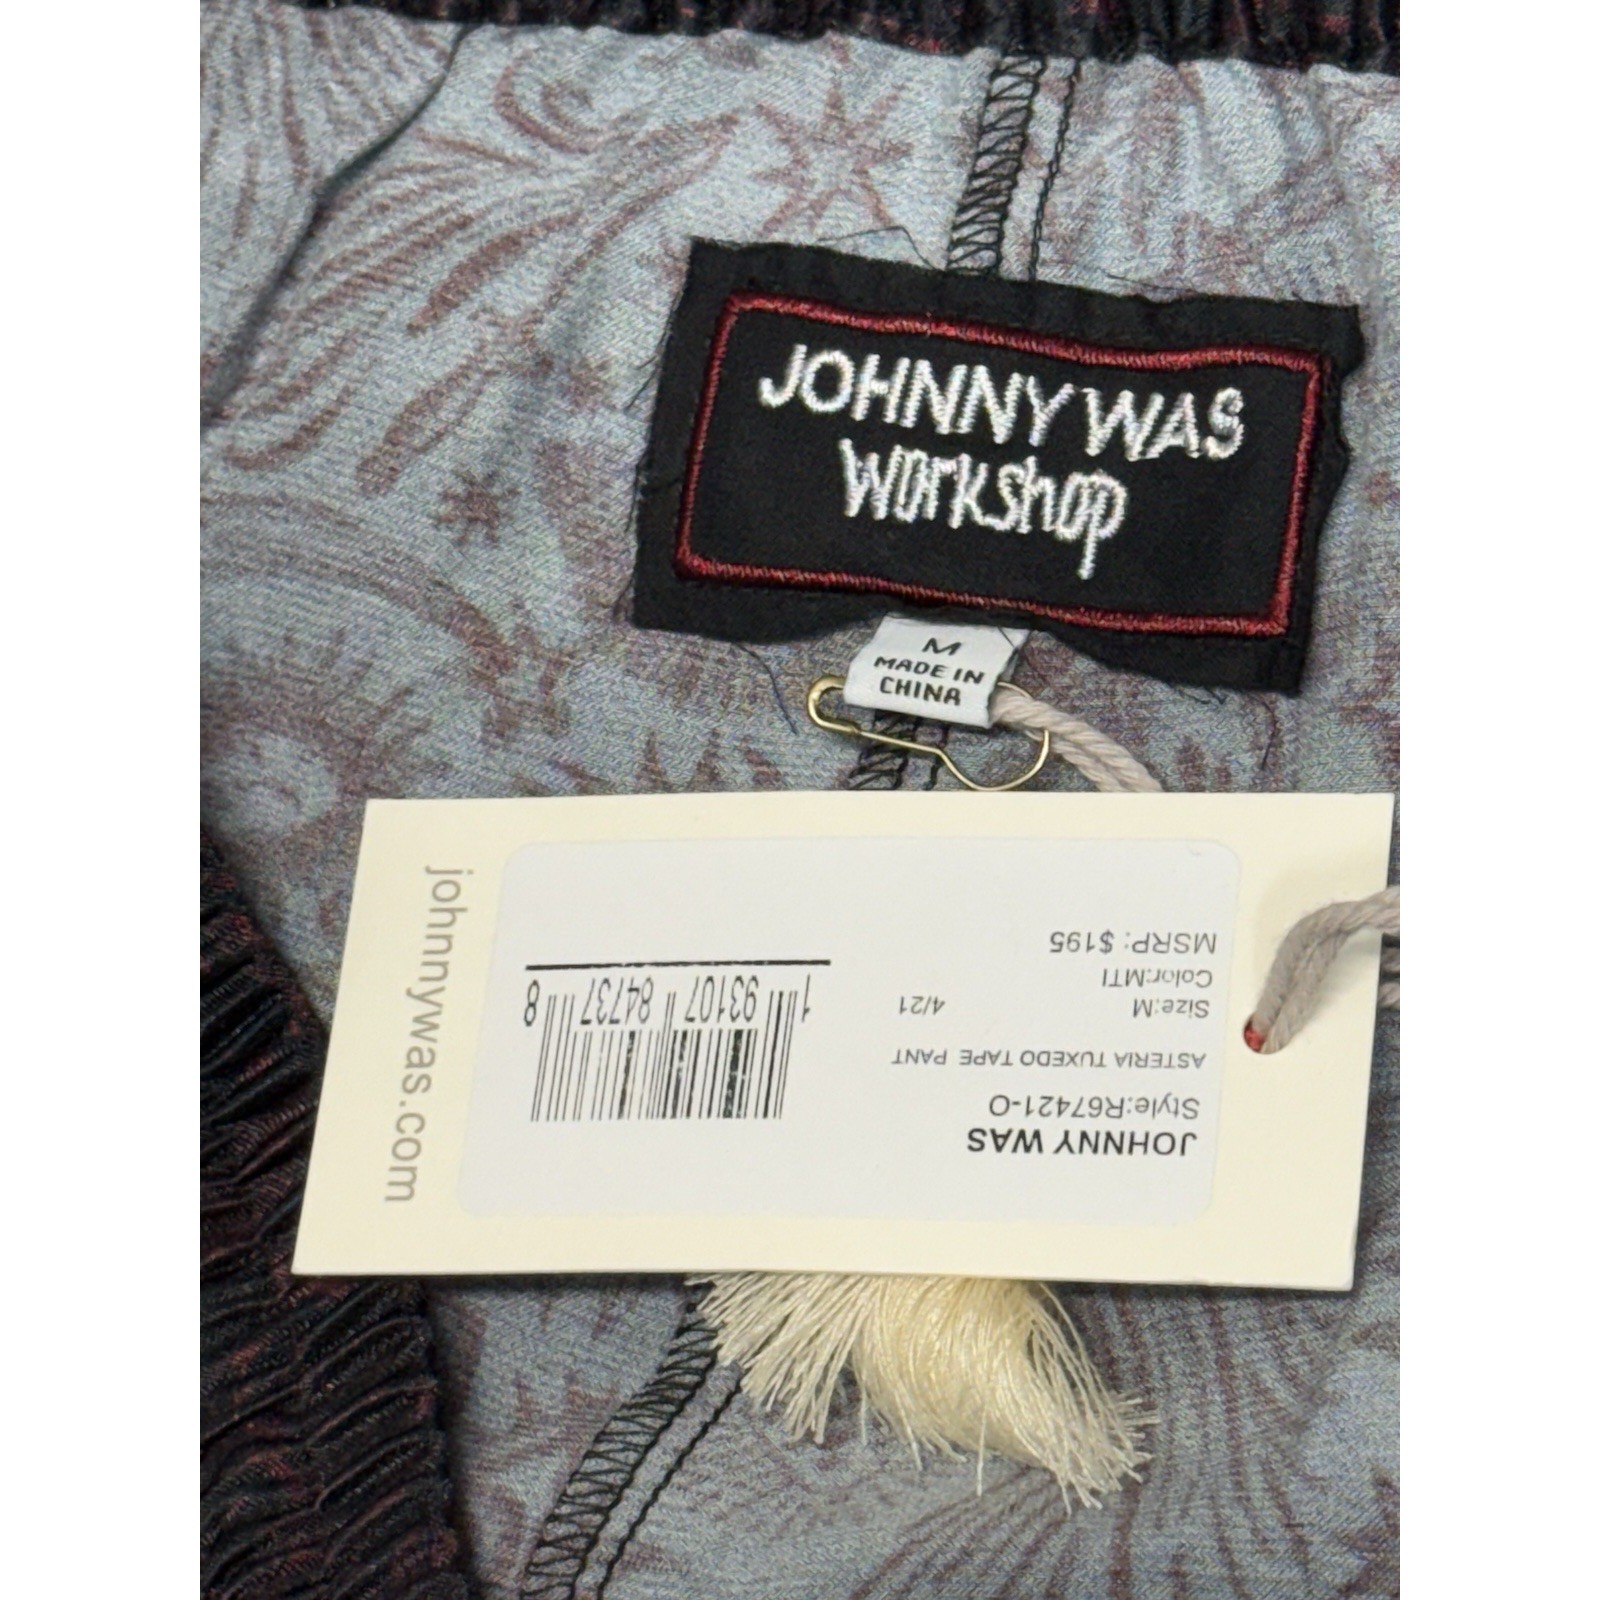 JOHNNY WAS
Workshop
M
MADE IN
CHINA
johnnywas.com
JOHNNY WAS
Style:R67421-O
ASTERIA TUXEDO TAPE PANT
Size:M 4/21
Color:MTI
MSRP: $195
1 93107 84737 8